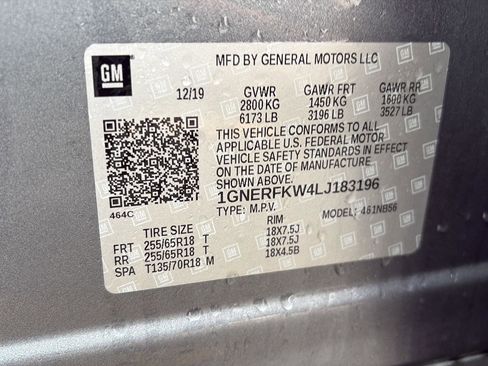 GM
MFD BY GENERAL MOTORS LLC
12/19 GVWR GAWR FRT GAWR RR
2800 KG 1450 KG 1600 KG
6173 LB 3196 LB 3527 LB
THIS VEHICLE CONFORMS TO ALL
APPLICABLE U.S. FEDERAL MOTOR
VEHICLE SAFETY STANDARDS IN EFFECT
ON THE DATE OF MANUFACTURE
SHOWN ABOVE.
1GNERFKW4LJ183196
464C TYPE: M.P.V. MODEL: 461NB56
TIRE SIZE RIM
FRT 255/65R18 T 18X7.5J
RR 255/65R18 T 18X7.5J
SPA T135/70R18 M 18X4.5B